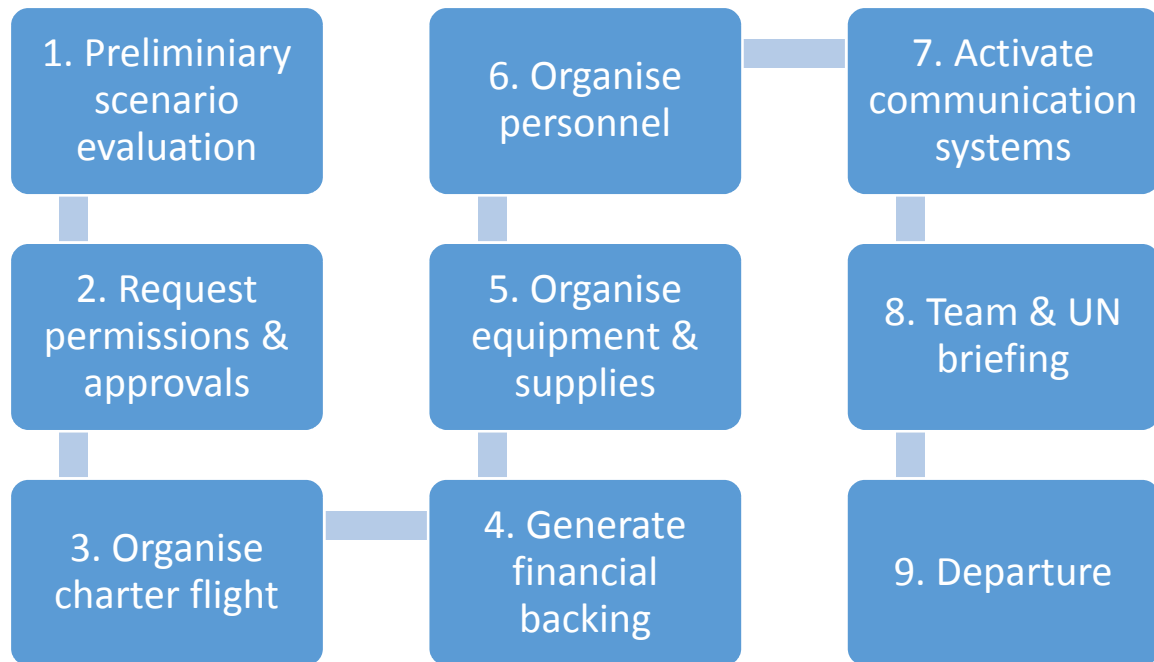 1. Preliminiary
scenario
evaluation
2. Request
permissions &
approvals
3. Organise
charter flight
4. Generate
financial
backing
5. Organise
equipment &
supplies
6. Organise
personnel
7. Activate
communication
systems
8. Team & UN
briefing
9. Departure